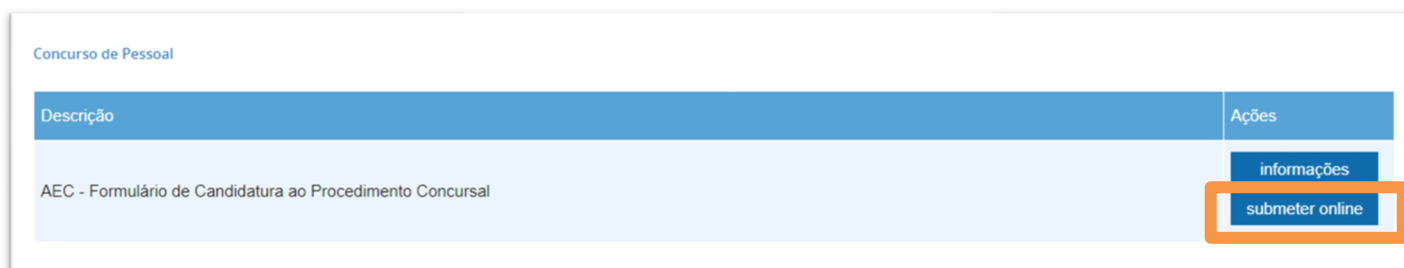 Concurso de Pessoal
Descrição
Ações
AEC - Formulário de Candidatura ao Procedimento Concursal
informações
submeter online